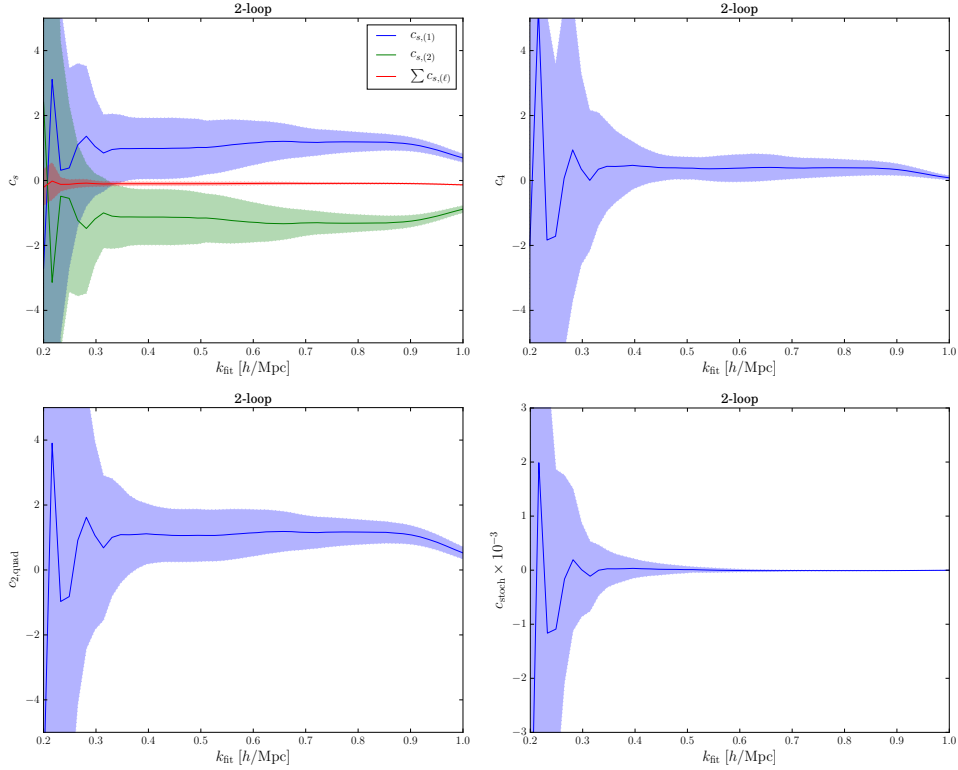 2-loop
4
2
0
−2
−4
c_s
c_{s,(1)}
c_{s,(2)}
∑ c_{s,(ℓ)}
0.2 0.3 0.4 0.5 0.6 0.7 0.8 0.9 1.0
k_fit [h/Mpc]
2-loop
4
2
0
−2
−4
c_4
0.2 0.3 0.4 0.5 0.6 0.7 0.8 0.9 1.0
k_fit [h/Mpc]
2-loop
4
2
0
−2
−4
c_{2,quad}
0.2 0.3 0.4 0.5 0.6 0.7 0.8 0.9 1.0
k_fit [h/Mpc]
2-loop
3
2
1
0
−1
−2
−3
c_stoch × 10^{−3}
0.2 0.3 0.4 0.5 0.6 0.7 0.8 0.9 1.0
k_fit [h/Mpc]